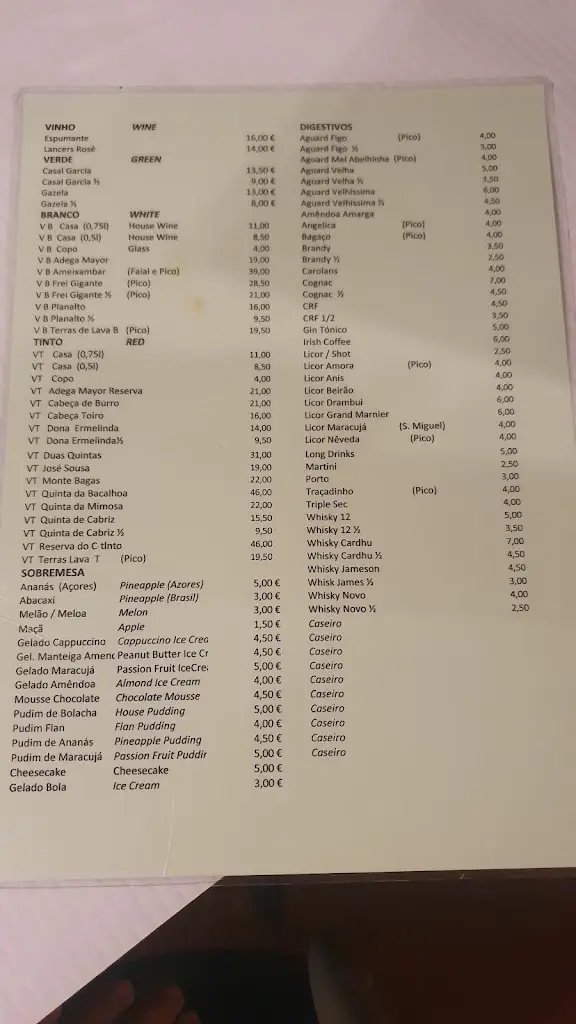 VINHO WINE
Espumante 16,00 €
Lancers Rosê 14,00 €
VERDE GREEN
Casal Garcia 13,50 €
Casal Garcia ½ 9,00 €
Gazela 13,00 €
Gazela ½ 8,00 €
BRANCO WHITE
V B Casa (0,75l) House Wine 11,00
V B Casa (0,5l) House Wine 8,50
V B Copo Glass 4,00
V B Adega Mayor 19,00
V B Ameixambar (Faial e Pico) 39,00
V B Frei Gigante (Pico) 28,50
V B Frei Gigante ½ (Pico) 21,00
V B Planalto 16,00
V B Planalto ½ 9,50
V B Terras de Lava B (Pico) 19,50
TINTO RED
VT Casa (0,75l) 11,00
VT Casa (0,5l) 8,50
VT Copo 4,00
VT Adega Mayor Reserva 21,00
VT Cabeça de Burro 21,00
VT Cabeça Toiro 16,00
VT Dona Ermelinda 14,00
VT Dona Ermelinda½ 9,50
VT Duas Quintas 31,00
VT José Sousa 19,00
VT Monte Bagas 22,00
VT Quinta da Bacalhoa 46,00
VT Quinta da Mimosa 22,00
VT Quinta de Cabriz 15,50
VT Quinta de Cabriz ½ 9,50
VT Reserva do C tInto 46,00
VT Terras Lava T (Pico) 19,50
SOBREMESA
Ananás (Açores) Pineapple (Azores) 5,00 €
Abacaxi Pineapple (Brasil) 3,00 €
Melão / Meloa Melon 3,00 €
Maçã Apple 1,50 €
Gelado Cappuccino Cappuccino Ice Crea 4,50 € Caseiro
Gel. Manteiga Amenc Peanut Butter Ice Cr 4,50 € Caseiro
Gelado Maracujá Passion Fruit IceCrea 5,00 € Caseiro
Gelado Amêndoa Almond Ice Cream 4,00 € Caseiro
Mousse Chocolate Chocolate Mousse 4,50 € Caseiro
Pudim de Bolacha House Pudding 5,00 € Caseiro
Pudim Flan Flan Pudding 4,00 € Caseiro
Pudim de Ananás Pineapple Pudding 4,50 € Caseiro
Pudim de Maracujá Passion Fruit Puddir 5,00 € Caseiro
Cheesecake Cheesecake 5,00 €
Gelado Bola Ice Cream 3,00 €
DIGESTIVOS
Aguard Figo (Pico) 4,00
Aguard Figo ½ 3,00
Aguard Mel Abelhinha (Pico) 4,00
Aguard Velha 5,00
Aguard Velha ½ 3,50
Aguard Velhissima 6,00
Aguard Velhissima ½ 4,50
Amêndoa Amarga 4,00
Angelica (Pico) 4,00
Bagaço (Pico) 4,00
Brandy 3,50
Brandy ½ 2,50
Carolans 4,00
Cognac 7,00
Cognac ½ 4,50
CRF 4,50
CRF 1/2 3,50
Gin Tónico 5,00
Irish Coffee 6,00
Licor / Shot 2,50
Licor Amora (Pico) 4,00
Licor Anis 4,00
Licor Beirão 4,00
Licor Drambui 6,00
Licor Grand Marnier 6,00
Licor Maracujá (S. Miguel) 4,00
Licor Nêveda (Pico) 4,00
Long Drinks 5,00
Martini 2,50
Porto 3,00
Traçadinho (Pico) 4,00
Triple Sec 4,00
Whisky 12 5,00
Whisky 12 ½ 3,50
Whisky Cardhu 7,00
Whisky Cardhu ½ 4,50
Whisky Jameson 4,50
Whisk James ½ 3,00
Whisky Novo 4,00
Whisky Novo ½ 2,50